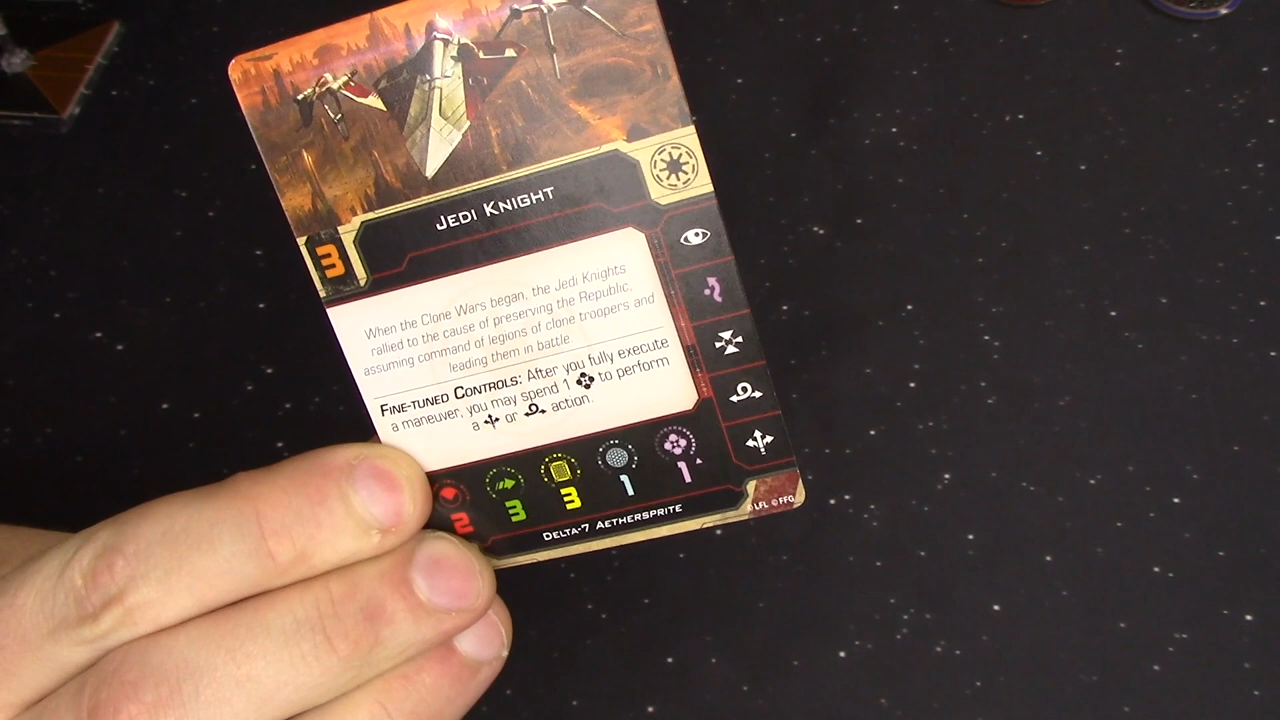 JEDI KNIGHT
3
When the Clone Wars began, the Jedi Knights
rallied to the cause of preserving the Republic,
assuming command of legions of clone troopers and
leading them in battle.
FINE-TUNED CONTROLS: After you fully execute
a maneuver, you may spend 1 to perform
a or action.
2 3 3 1 1
DELTA-7 AETHERSPRITE
©LFL ©FFG